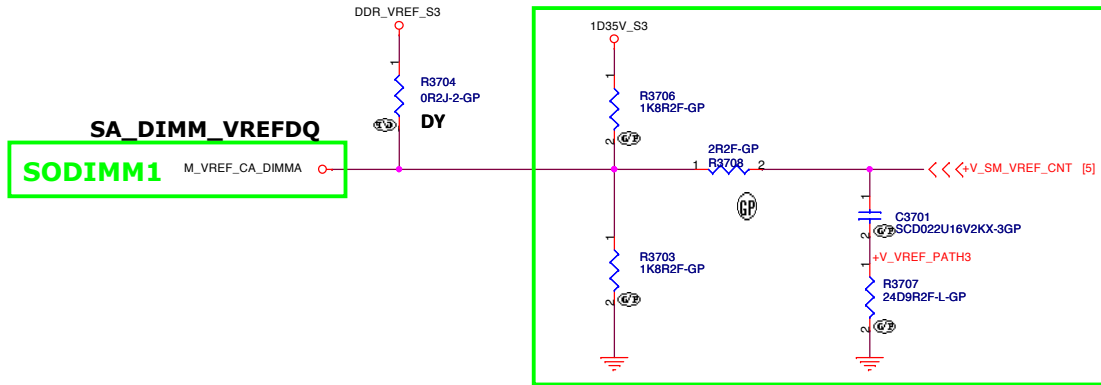 DDR_VREF_S3
1
R3704
0R2J-2-GP
DY
1D35V_S3
1
R3706
1K8R2F-GP
2
G/P
SA_DIMM_VREFDQ
SODIMM1
M_VREF_CA_DIMMA
2R2F-GP
1
R3708
2
GP
+V_SM_VREF_CNT [5]
1
C3701
SCD022U16V2KX-3GP
2
G/P
+V_VREF_PATH3
1
R3703
1K8R2F-GP
2
G/P
1
R3707
24D9R2F-L-GP
2
G/P